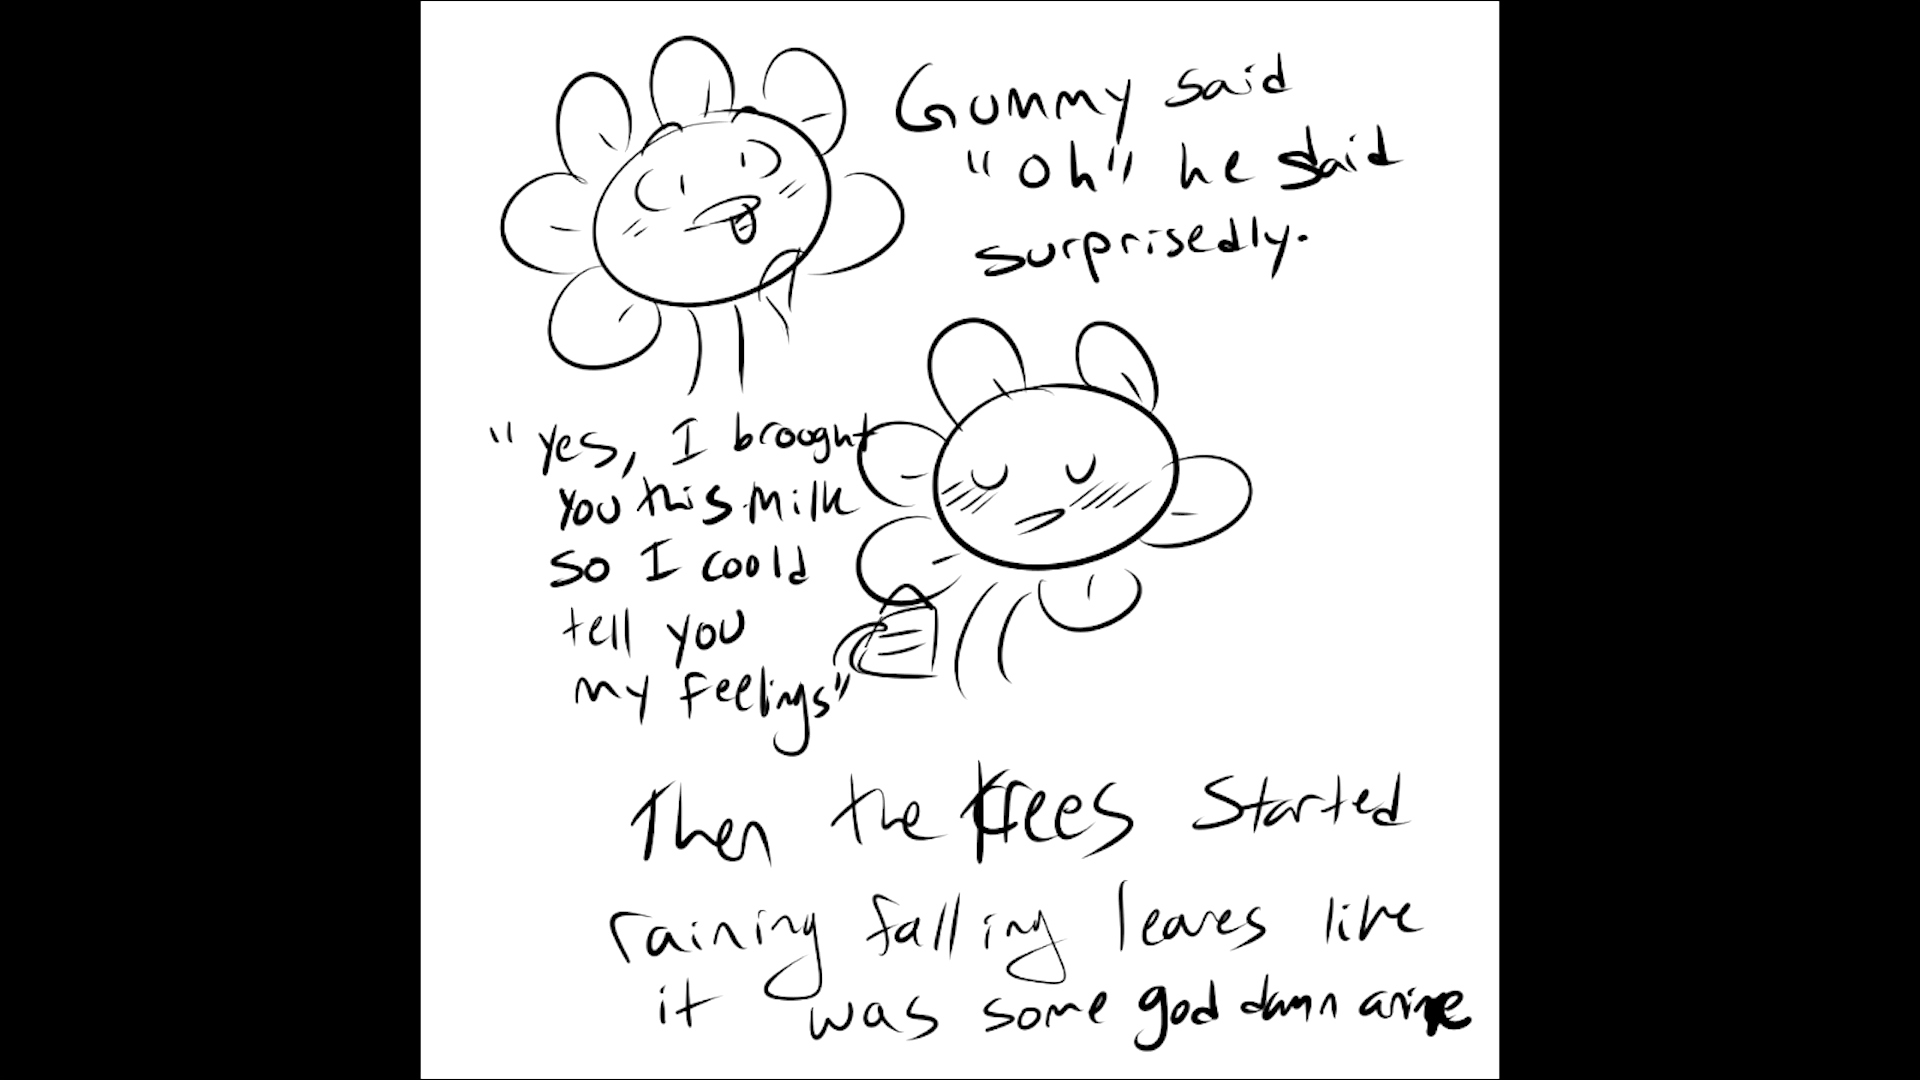 Gummy said
"oh" he said
surprisedly.
"yes, I brought
you this milk
so I coold
tell you
my feelings"
Then the trees started
raining falling leaves like
it was some god damn anime